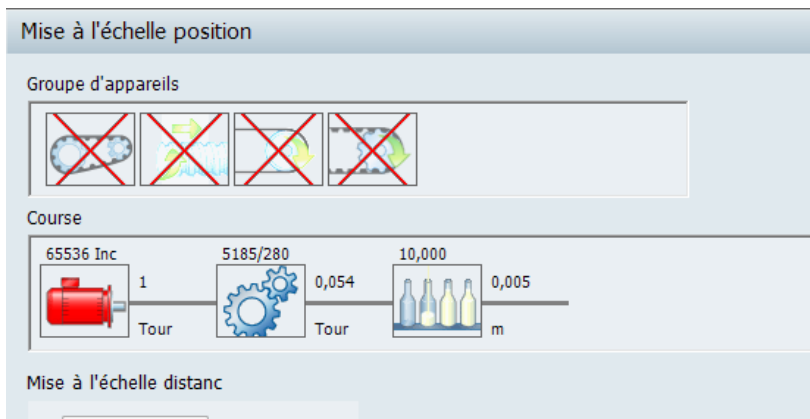 Mise à l'échelle position
Groupe d'appareils
Course
65536 Inc 5185/280 10,000
1 0,054 0,005
Tour Tour m
Mise à l'échelle distanc